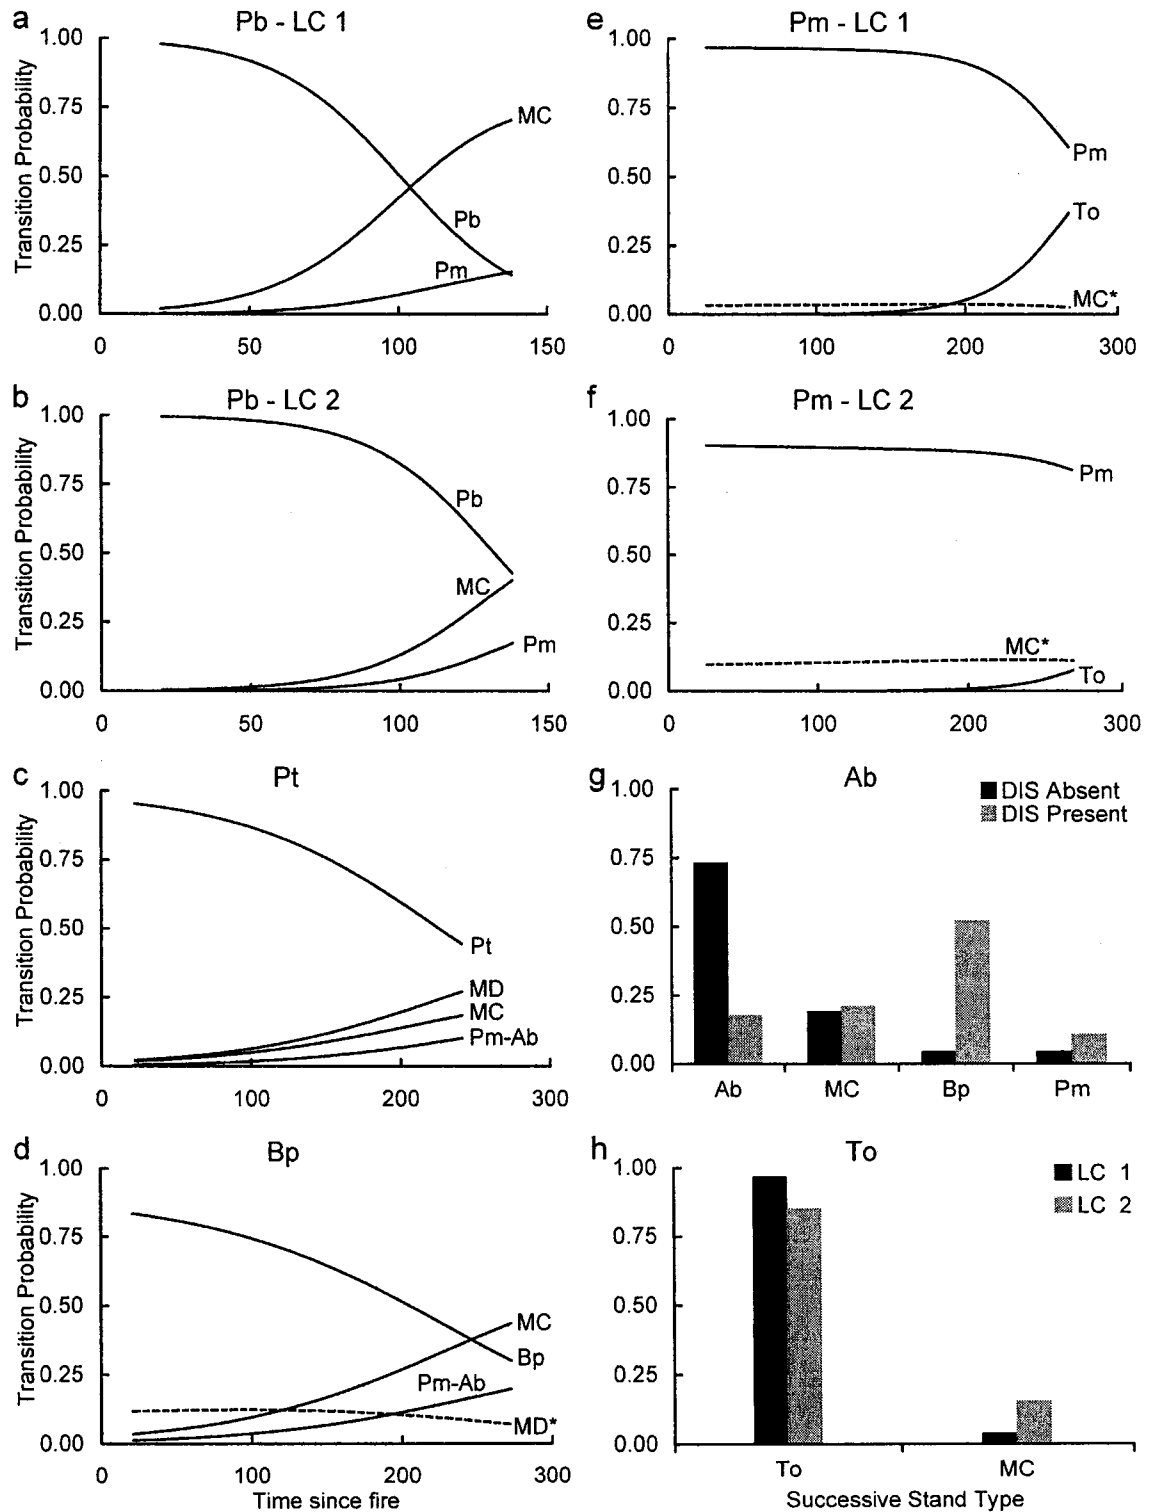 a
Pb - LC 1
Transition Probability
1.00
0.75
0.50
0.25
0.00
MC
Pb
Pm
0 50 100 150
e
Pm - LC 1
1.00
0.75
0.50
0.25
0.00
Pm
To
MC*
0 100 200 300
b
Pb - LC 2
Transition Probability
1.00
0.75
0.50
0.25
0.00
Pb
MC
Pm
0 50 100 150
f
Pm - LC 2
1.00
0.75
0.50
0.25
0.00
Pm
MC*
To
0 100 200 300
c
Pt
Transition Probability
1.00
0.75
0.50
0.25
0.00
Pt
MD
MC
Pm-Ab
0 100 200 300
g
Ab
DIS Absent
DIS Present
1.00
0.75
0.50
0.25
0.00
Ab MC Bp Pm
d
Bp
Transition Probability
1.00
0.75
0.50
0.25
0.00
MC
Bp
Pm-Ab
MD*
0 100 200 300
Time since fire
h
To
LC 1
LC 2
1.00
0.75
0.50
0.25
0.00
To MC
Successive Stand Type